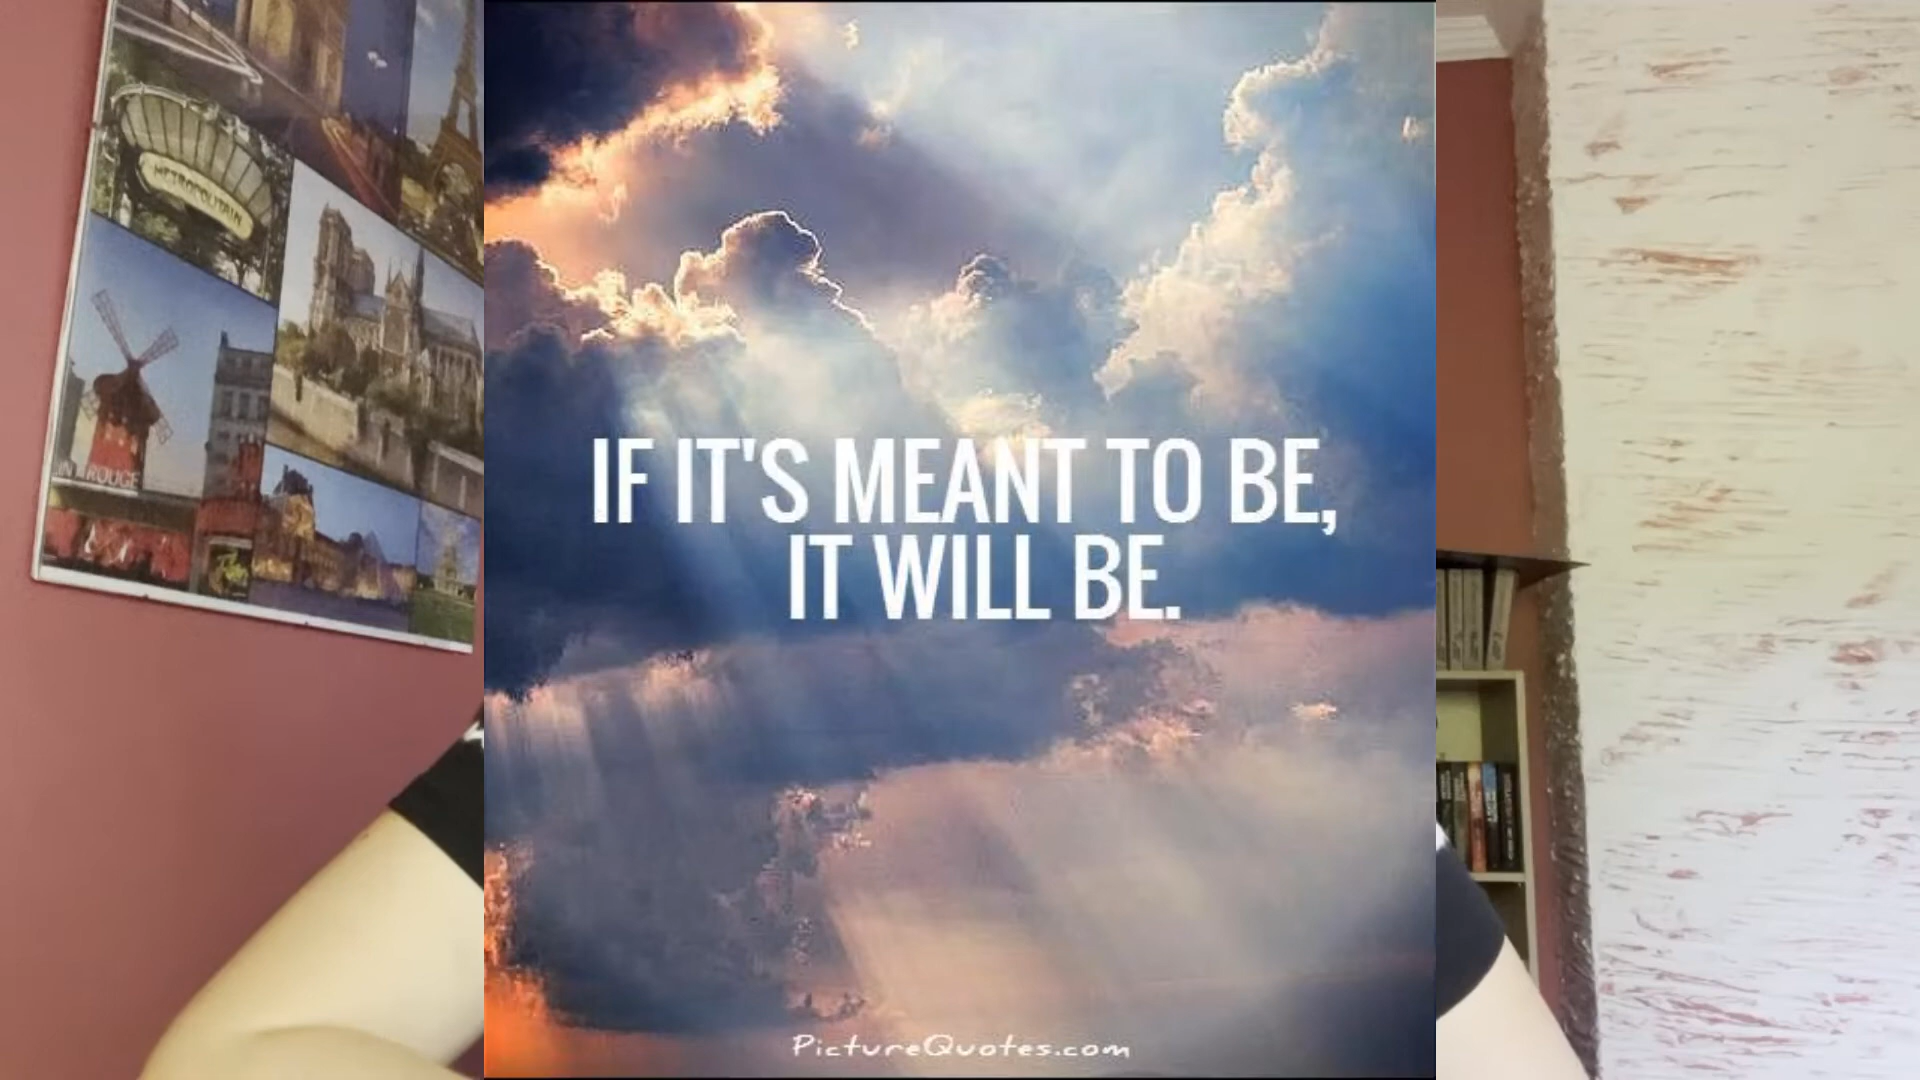 METROPOLITAIN
IN ROUGE
IF IT'S MEANT TO BE,
IT WILL BE.
PictureQuotes.com